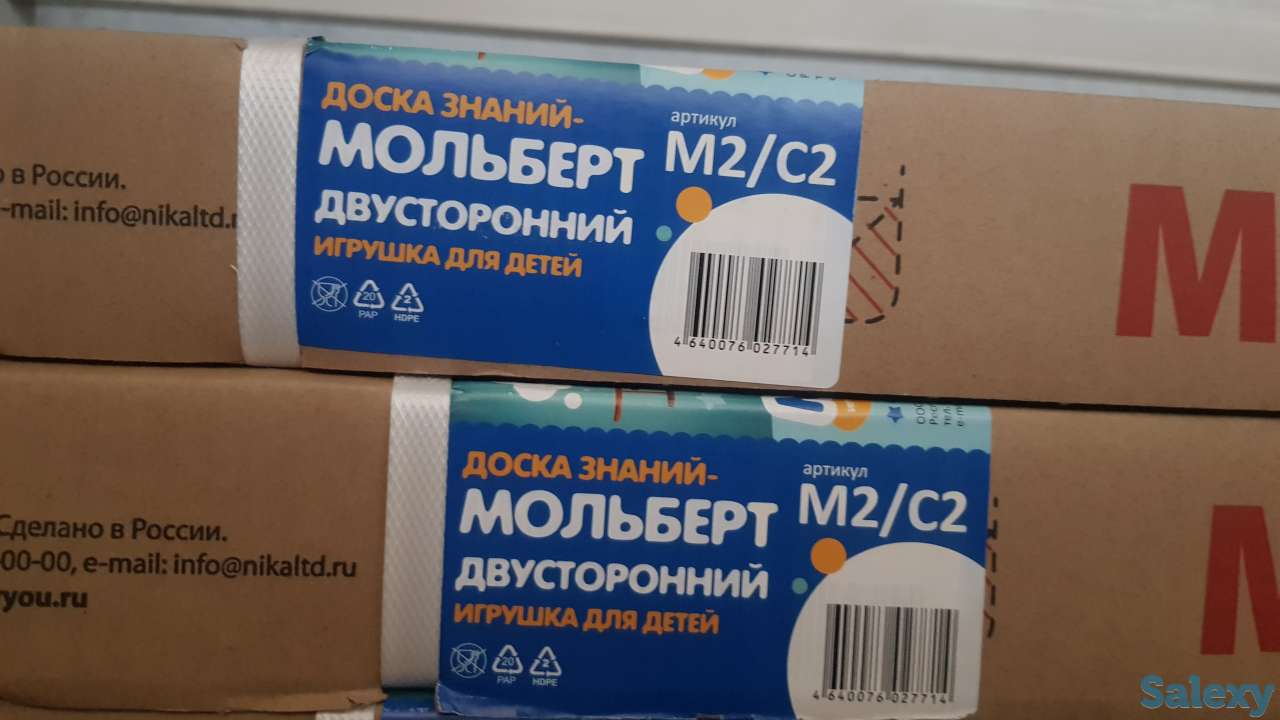 ДОСКА ЗНАНИЙ-
МОЛЬБЕРТ
ДВУСТОРОННИЙ
ИГРУШКА ДЛЯ ДЕТЕЙ
артикул
М2/С2
20
PAP
2
HDPE
4 640076 027714
в России.
-mail: info@nikaltd.r
М
ДОСКА ЗНАНИЙ-
МОЛЬБЕРТ
ДВУСТОРОННИЙ
ИГРУШКА ДЛЯ ДЕТЕЙ
артикул
М2/С2
20
PAP
2
HDPE
4 640076 027714
Сделано в России.
-00-00, e-mail: info@nikaltd.ru
you.ru
М
Salexy